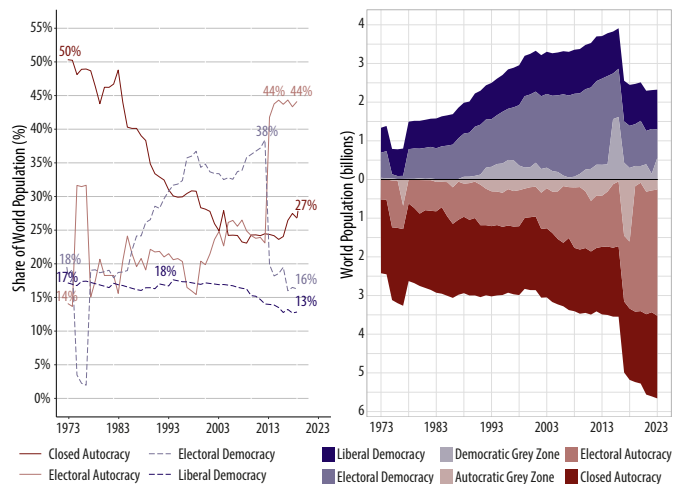 Share of World Population (%)
55%
50%
45%
40%
35%
30%
25%
20%
15%
10%
5%
0%
50%
18%
17%
14%
18%
38%
44% 44%
27%
16%
13%
1973 1983 1993 2003 2013 2023
Closed Autocracy
Electoral Democracy
Electoral Autocracy
Liberal Democracy
World Population (billions)
4
3
2
1
0
1
2
3
4
5
6
1973 1983 1993 2003 2013 2023
Liberal Democracy
Democratic Grey Zone
Electoral Autocracy
Electoral Democracy
Autocratic Grey Zone
Closed Autocracy